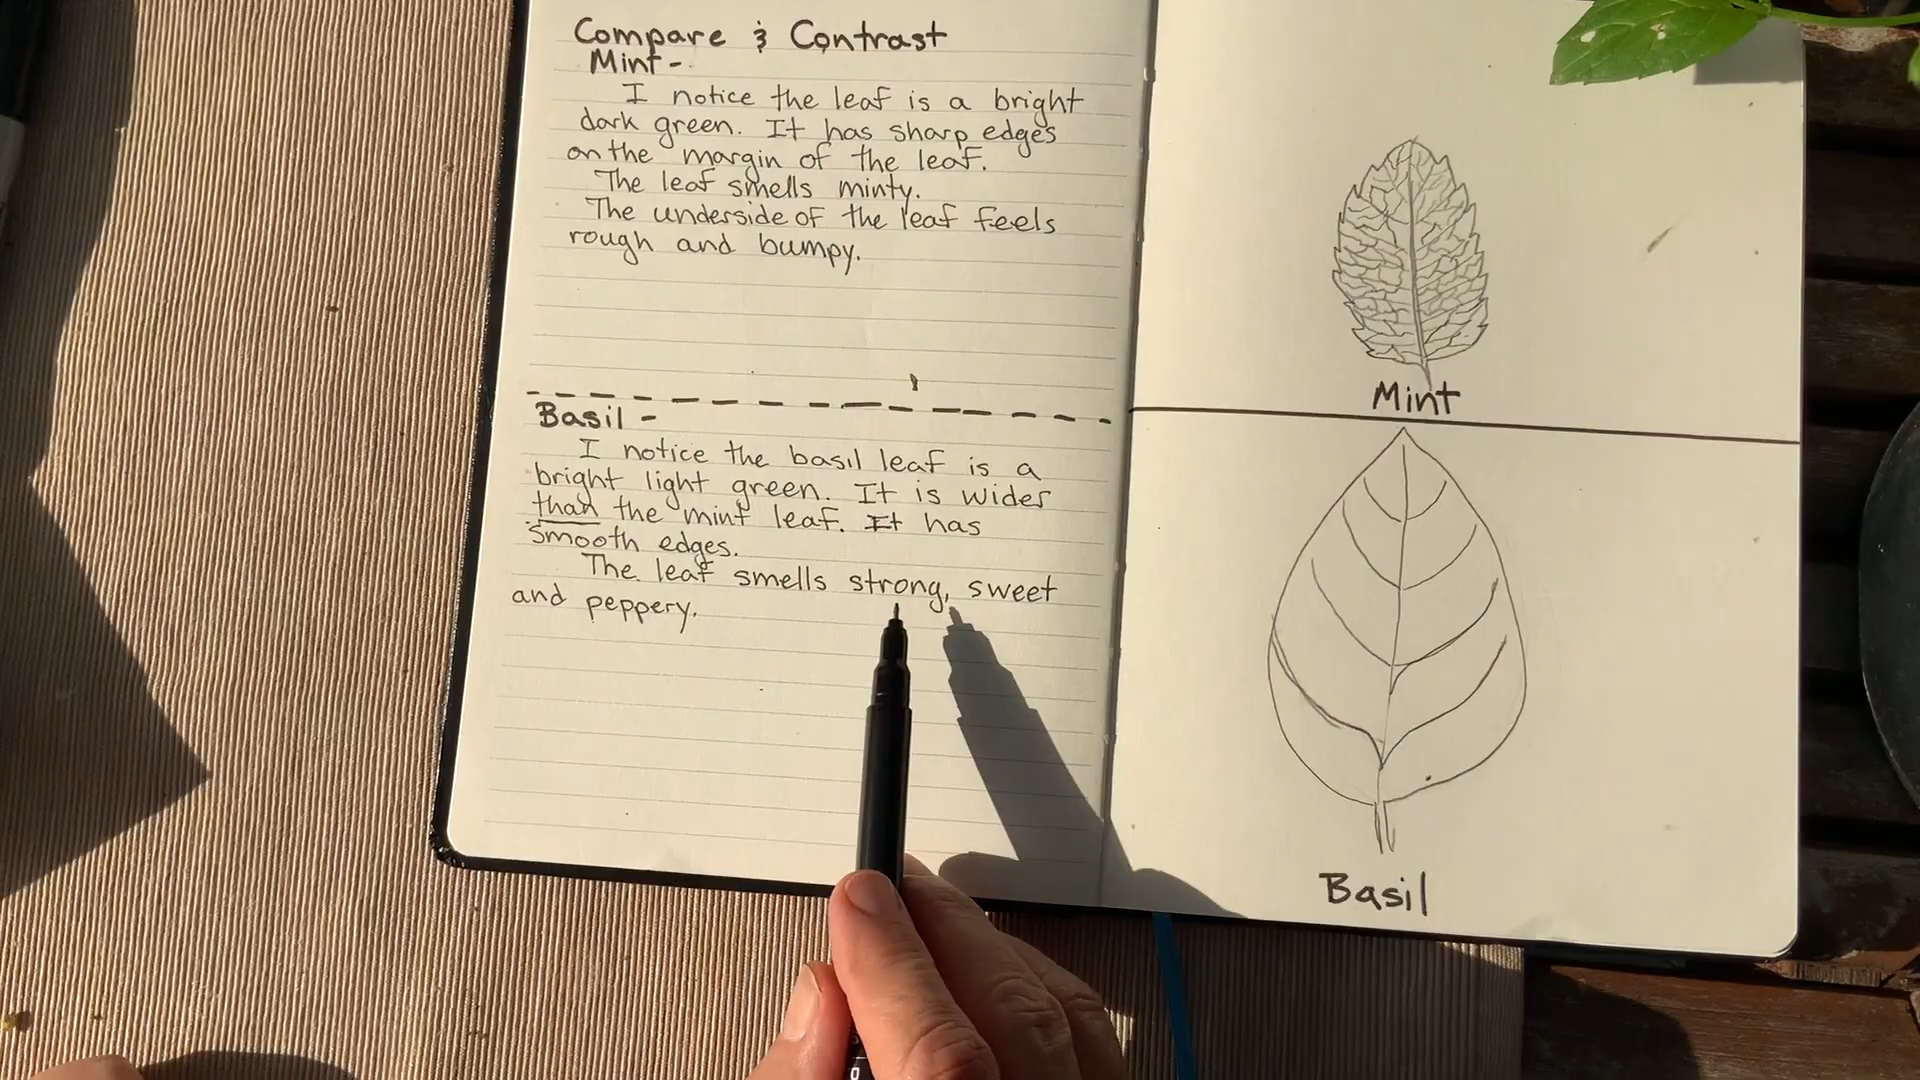 Compare & Contrast
Mint -
I notice the leaf is a bright
dark green. It has sharp edges
on the margin of the leaf.
The leaf smells minty.
The underside of the leaf feels
rough and bumpy.
Basil -
I notice the basil leaf is a
bright light green. It is wider
than the mint leaf. It has
smooth edges.
The leaf smells strong, sweet
and peppery.
Mint
Basil